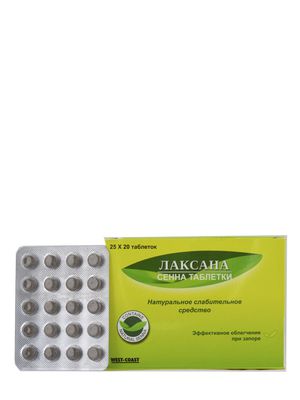 25 X 20 таблеток
ЛАКСАНА
СЕННА ТАБЛЕТКИ
Натуральное слабительное
средство
Эффективное облегчение
при запоре
WEST-COAST